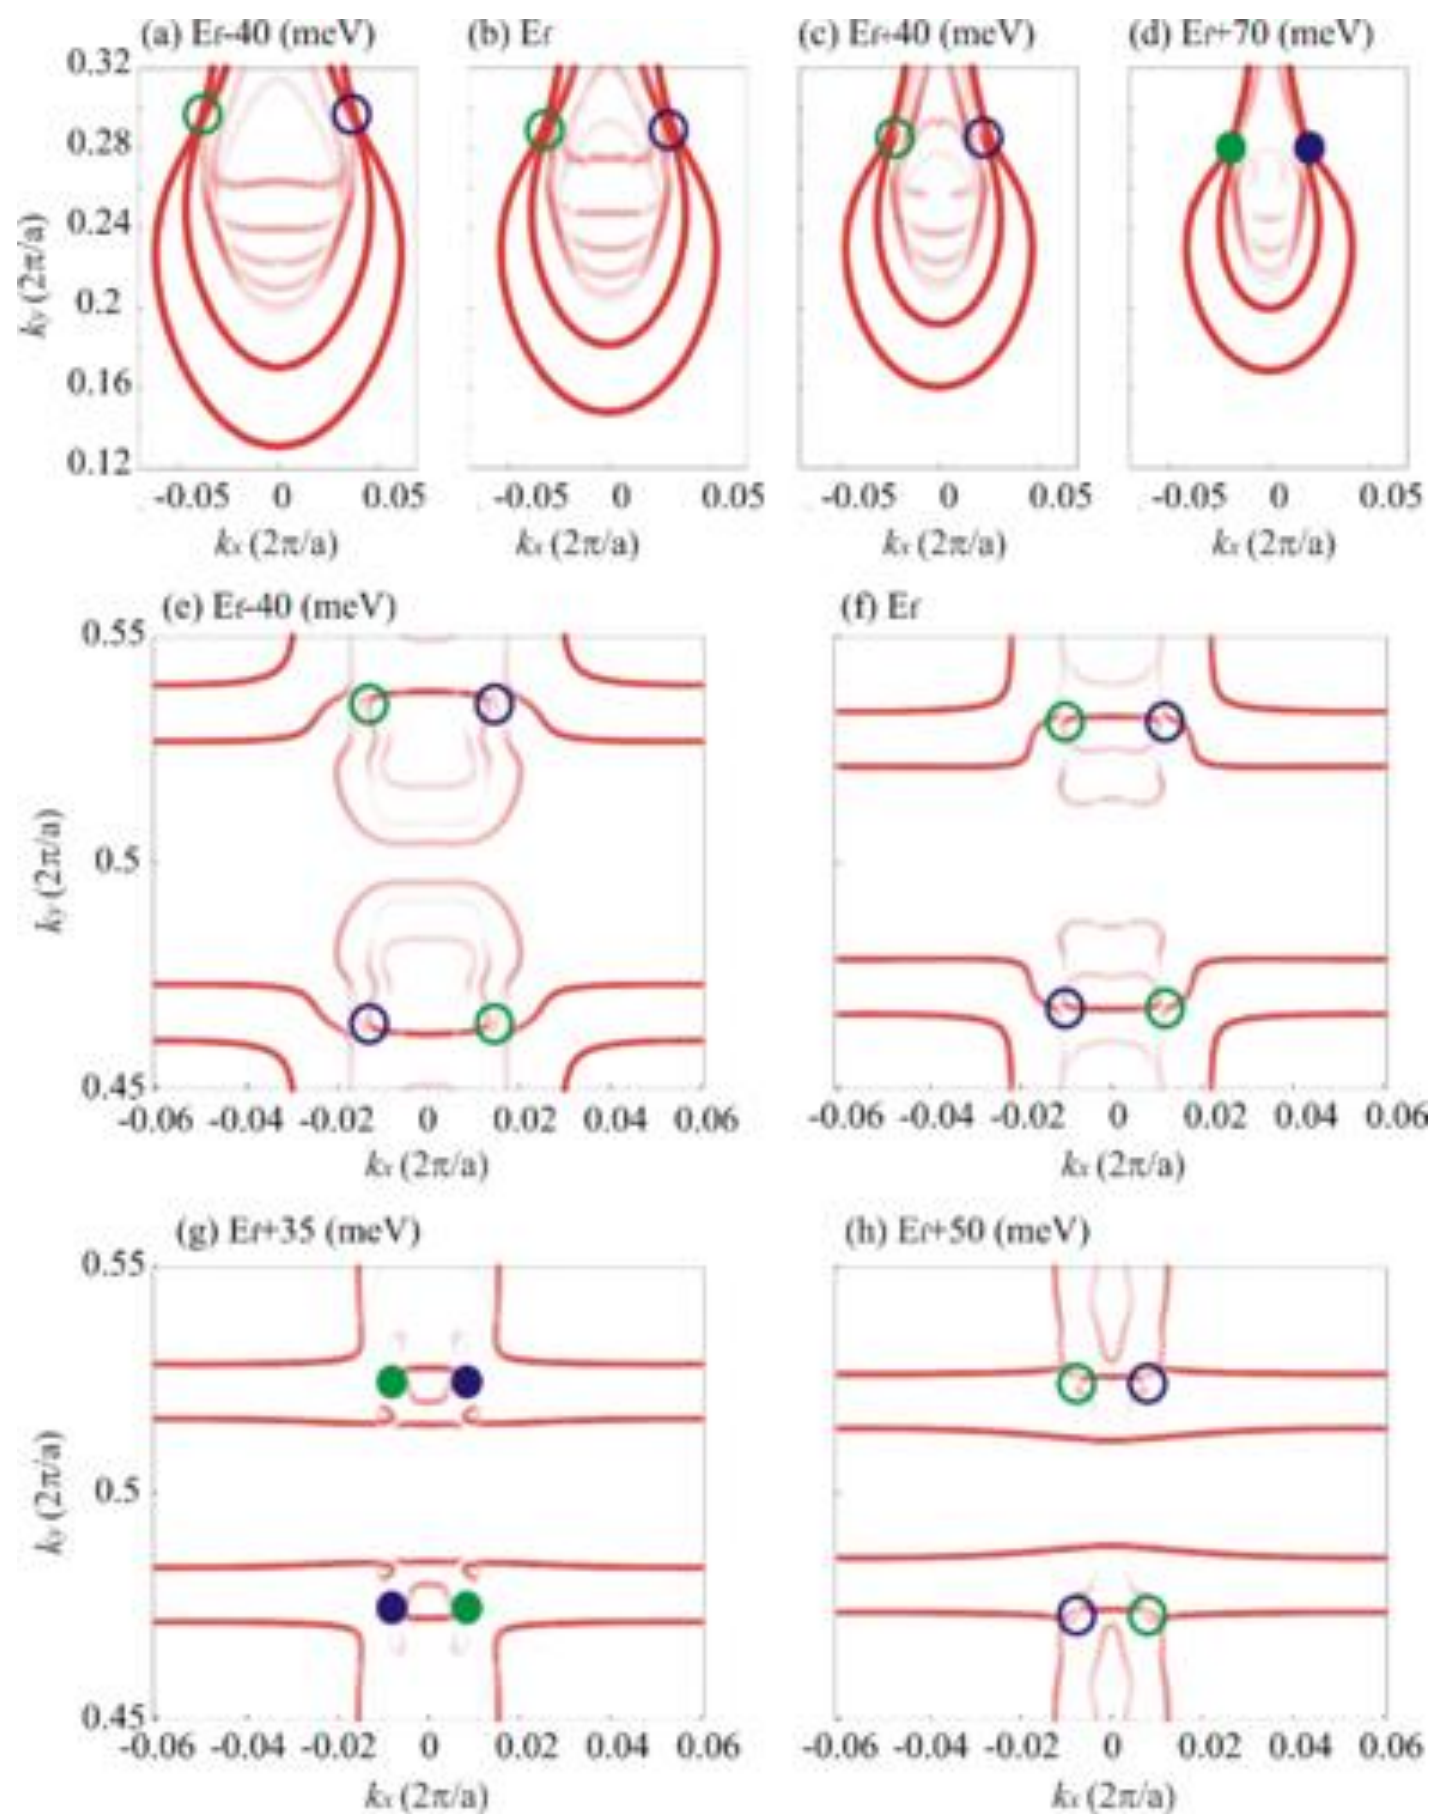 (a) Ef-40 (meV)
(b) Ef
(c) Ef+40 (meV)
(d) Ef+70 (meV)
0.32
0.28
0.24
0.2
0.16
0.12
ky (2π/a)
-0.05 0 0.05
-0.05 0 0.05
-0.05 0 0.05
-0.05 0 0.05
kx (2π/a)
kx (2π/a)
kx (2π/a)
kx (2π/a)
(e) Ef-40 (meV)
(f) Ef
0.55
0.5
0.45
ky (2π/a)
-0.06 -0.04 -0.02 0 0.02 0.04 0.06
-0.06 -0.04 -0.02 0 0.02 0.04 0.06
kx (2π/a)
kx (2π/a)
(g) Ef+35 (meV)
(h) Ef+50 (meV)
0.55
0.5
0.45
ky (2π/a)
-0.06 -0.04 -0.02 0 0.02 0.04 0.06
-0.06 -0.04 -0.02 0 0.02 0.04 0.06
kx (2π/a)
kx (2π/a)